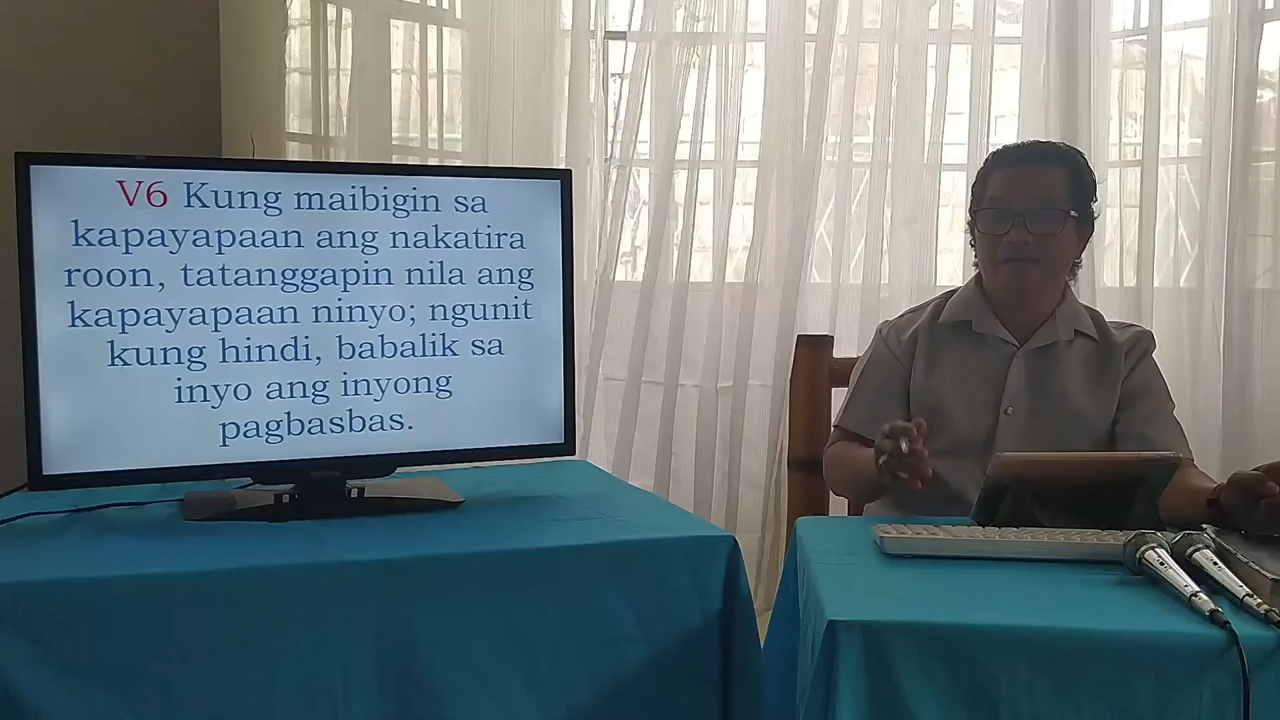 V6 Kung maibigin sa
kapayapaan ang nakatira
roon, tatanggapin nila ang
kapayapaan ninyo; ngunit
kung hindi, babalik sa
inyo ang inyong
pagbasbas.